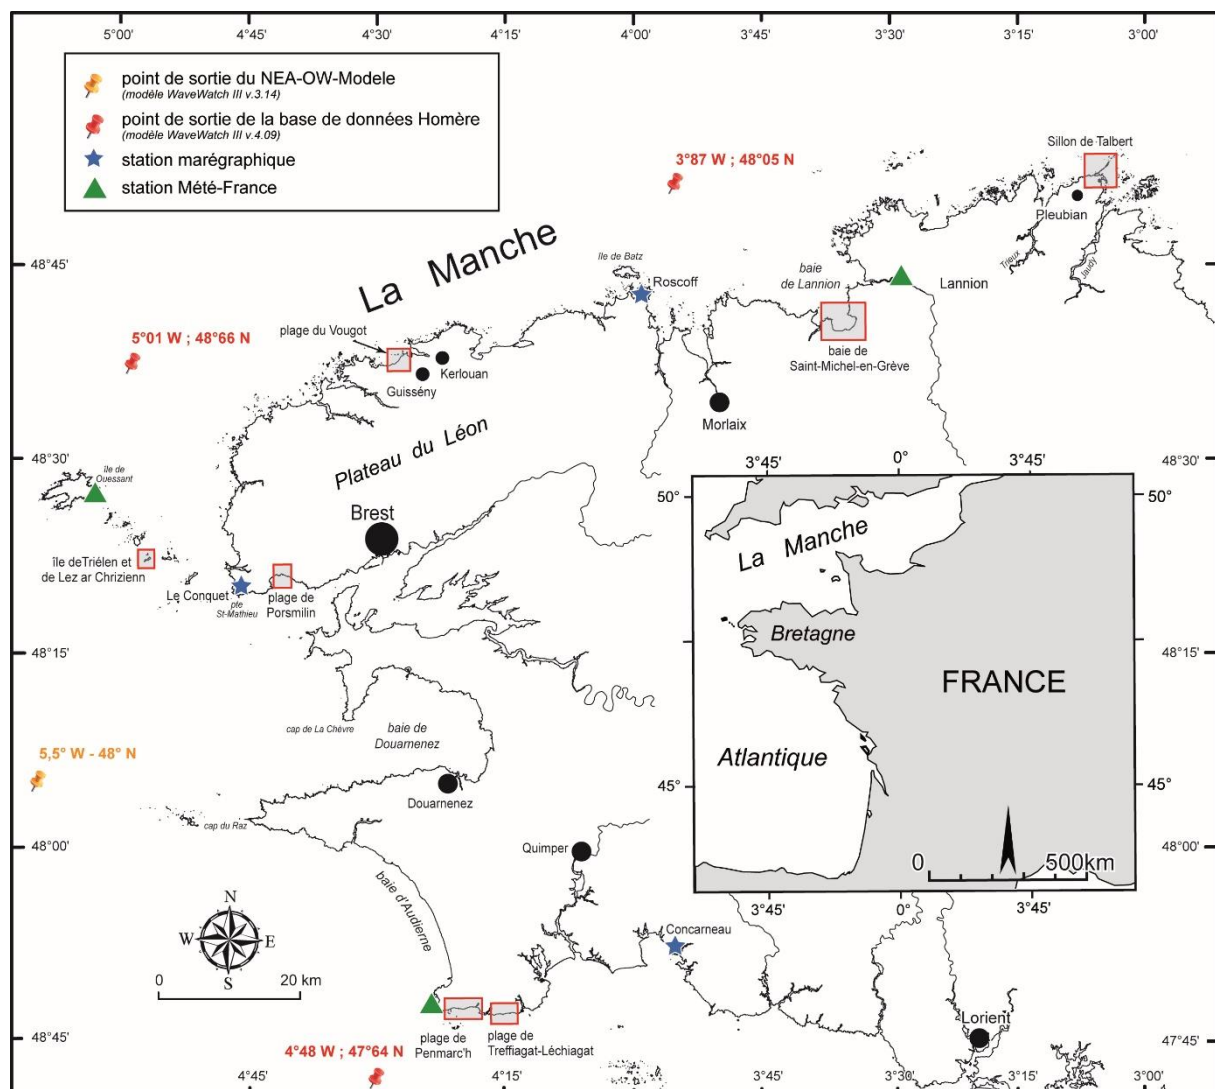 5°00'
4°45'
4°30'
4°15'
4°00'
3°45'
3°30'
3°15'
3°00'
point de sortie du NEA-OW-Modele
(modèle WaveWatch III v.3.14)
point de sortie de la base de données Homère
(modèle WaveWatch III v.4.09)
station marégraphique
station Mété-France
3°87 W ; 48°05 N
Sillon de Talbert
Pleubian
Trieux
Jaudy
La Manche
île de Batz
Roscoff
baie
de Lannion
Lannion
48°45'
48°45'
5°01 W ; 48°66 N
plage du Vougot
Kerlouan
Guissény
baie de
Saint-Michel-en-Grève
Morlaix
Plateau du Léon
48°30'
48°30'
île de
Ouessant
Brest
île deTriélen et
de Lez ar Chrizienn
Le Conquet
pte
St-Mathieu
plage de
Porsmilin
3°45'
0°
3°45'
50°
50°
La Manche
Bretagne
FRANCE
Atlantique
45°
45°
0
500km
3°45'
0°
3°45'
48°15'
48°15'
cap de La Chèvre
baie de
Douarnenez
5,5° W - 48° N
Douarnenez
cap du Raz
48°00'
48°00'
Quimper
baie d'Audierne
N
W
E
S
0
20 km
Concarneau
Lorient
plage de
Penmarc'h
plage de
Treffiagat-Léchiagat
48°45'
47°45'
4°48 W ; 47°64 N
4°45'
4°15'
4°00'
3°45'
3°30'
3°15'
3°00'